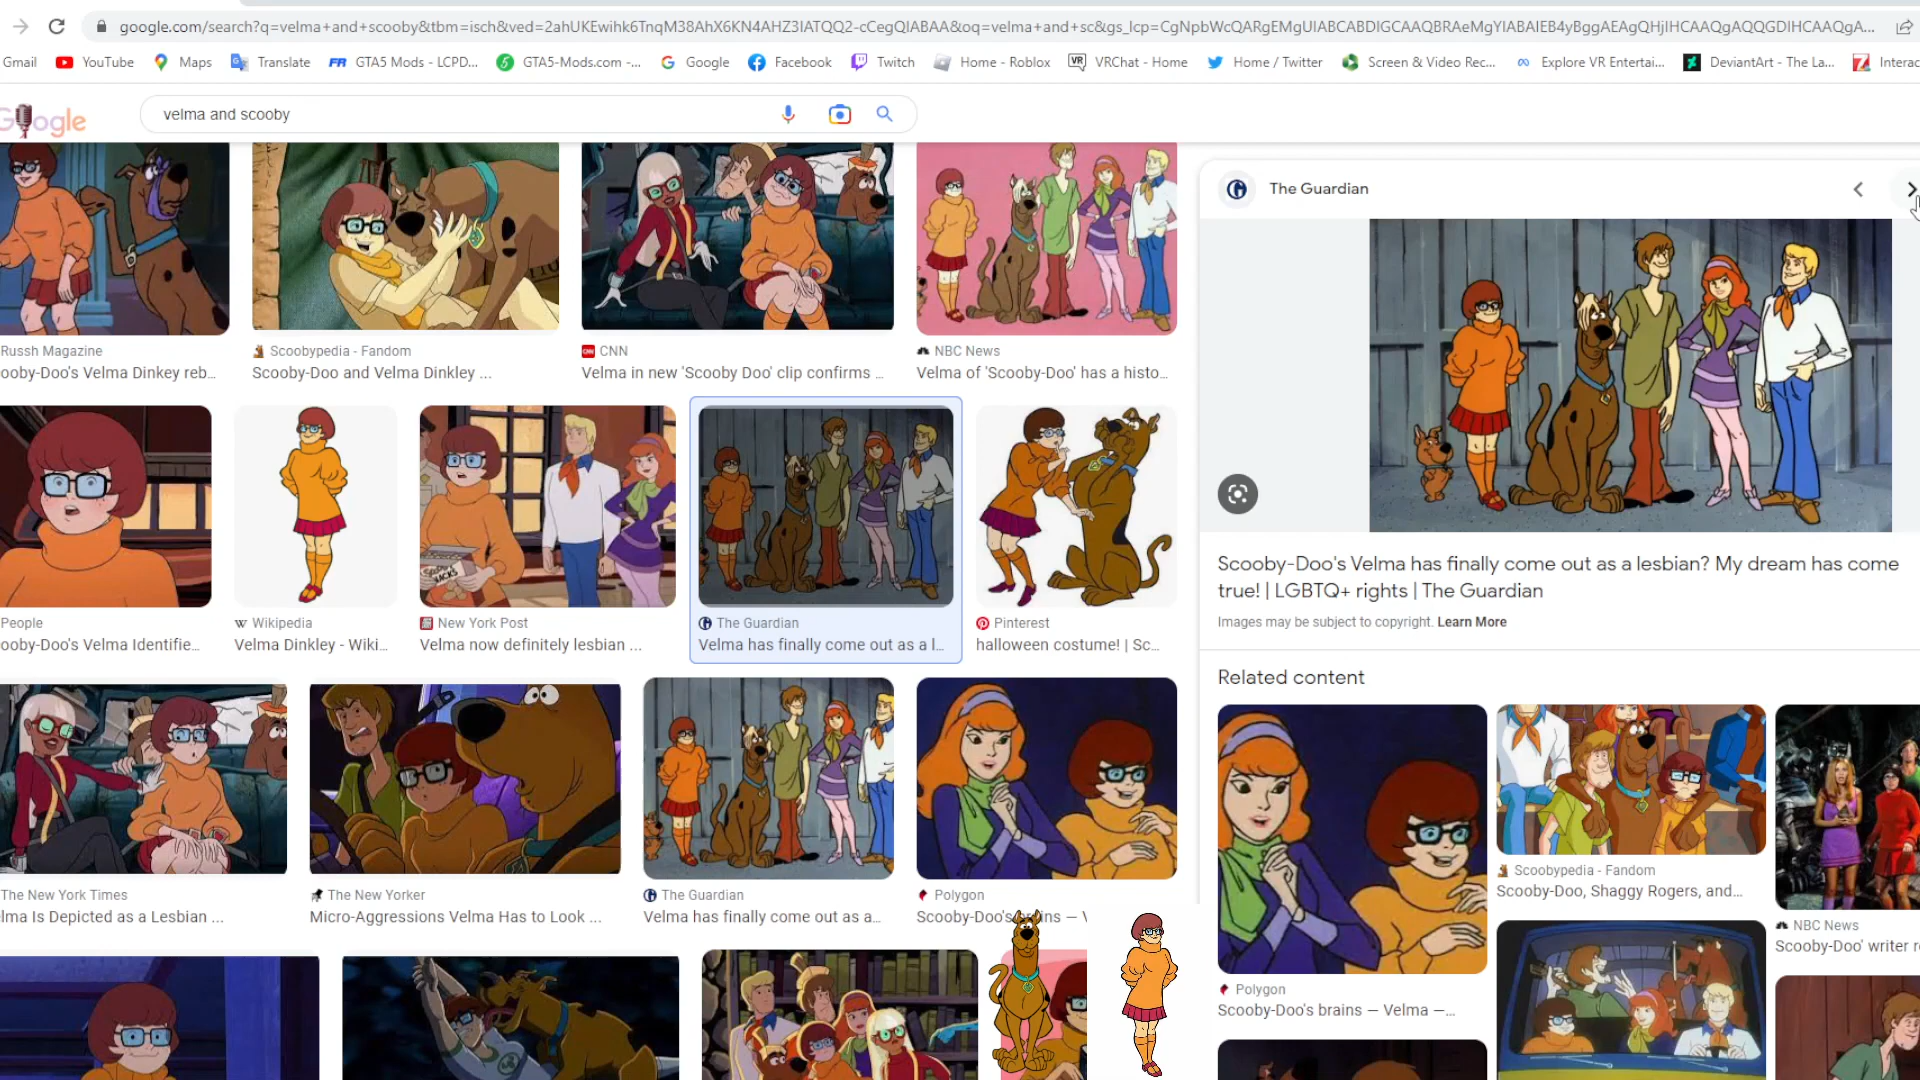 google.com/search?q=velma+and+scooby&tbm=isch&ved=2ahUKEwihk6TnqM38AhX6KN4AHZ3IATQQ2-cCegQIABAA&oq=velma+and+sc&gs_lcp=CgNpbWcQARgEMgUIABCABDIGCAAQBRAeMgYIABAIEB4yBggAEAgQHjIHCAAQgAQQGDIHCAAQgA...
Gmail YouTube Maps Translate GTA5 Mods - LCPD... GTA5-Mods.com -... Google Facebook Twitch Home - Roblox VRChat - Home Home / Twitter Screen & Video Rec... Explore VR Entertai... DeviantArt - The La... Interac
Google
velma and scooby
The Guardian
Russh Magazine
ooby-Doo's Velma Dinkey reb...
Scoobypedia - Fandom
Scooby-Doo and Velma Dinkley ...
CNN
Velma in new 'Scooby Doo' clip confirms ...
NBC News
Velma of 'Scooby-Doo' has a histo...
People
ooby-Doo's Velma Identifie...
Wikipedia
Velma Dinkley - Wiki...
New York Post
Velma now definitely lesbian ...
The Guardian
Velma has finally come out as a l...
Pinterest
halloween costume! | Sc...
Scooby-Doo's Velma has finally come out as a lesbian? My dream has come
true! | LGBTQ+ rights | The Guardian
Images may be subject to copyright. Learn More
Related content
The New York Times
lma Is Depicted as a Lesbian ...
The New Yorker
Micro-Aggressions Velma Has to Look ...
The Guardian
Velma has finally come out as a...
Polygon
Scooby-Doo's brains — V
Scoobypedia - Fandom
Scooby-Doo, Shaggy Rogers, and...
NBC News
Scooby-Doo' writer r
Polygon
Scooby-Doo's brains — Velma —...